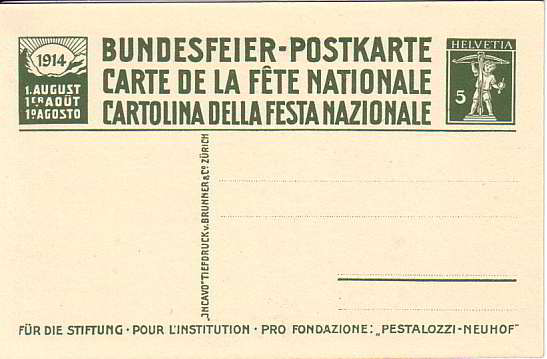 1914
1.AUGUST
1ER AOÛT
1º AGOSTO
BUNDESFEIER-POSTKARTE
CARTE DE LA FÊTE NATIONALE
CARTOLINA DELLA FESTA NAZIONALE
HELVETIA
5
„INCAVO" TIEFDRUCK v. BRUNNER & Co. ZÜRICH
FÜR DIE STIFTUNG · POUR L'INSTITUTION · PRO FONDAZIONE: „PESTALOZZI-NEUHOF"